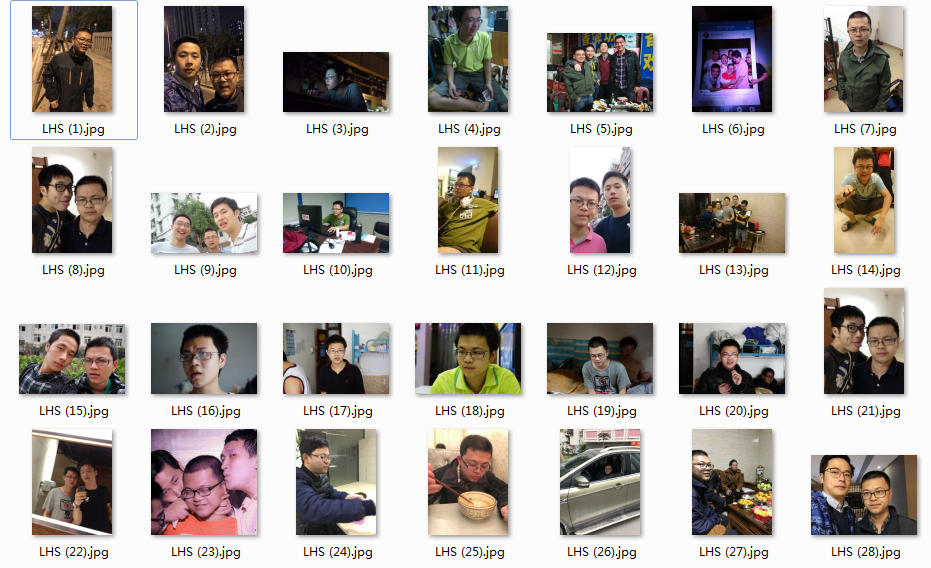 LHS (1).jpg LHS (2).jpg LHS (3).jpg LHS (4).jpg LHS (5).jpg LHS (6).jpg LHS (7).jpg
LHS (8).jpg LHS (9).jpg LHS (10).jpg LHS (11).jpg LHS (12).jpg LHS (13).jpg LHS (14).jpg
LHS (15).jpg LHS (16).jpg LHS (17).jpg LHS (18).jpg LHS (19).jpg LHS (20).jpg LHS (21).jpg
LHS (22).jpg LHS (23).jpg LHS (24).jpg LHS (25).jpg LHS (26).jpg LHS (27).jpg LHS (28).jpg